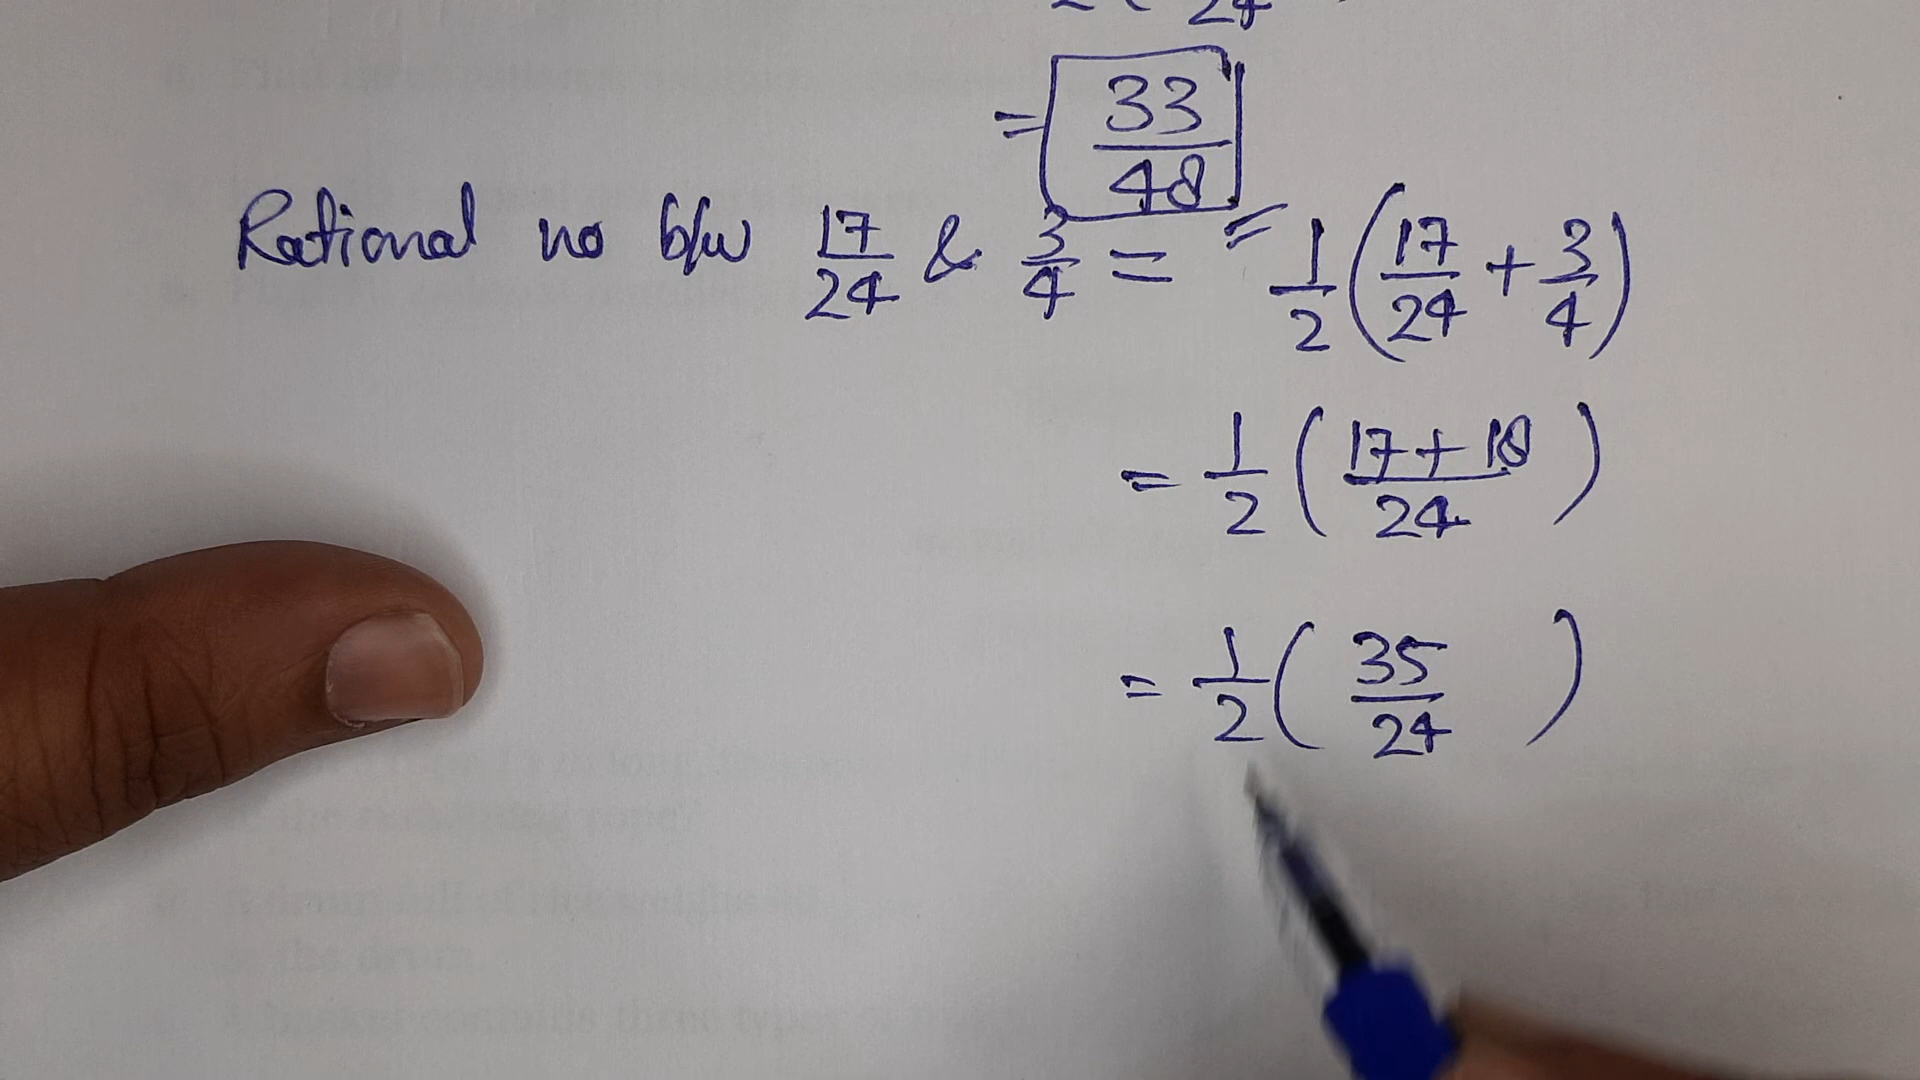 = 33/48
Rational no b/w 17/24 & 3/4 = = 1/2 (17/24 + 3/4)
= 1/2 (17+18/24)
= 1/2 (35/24)